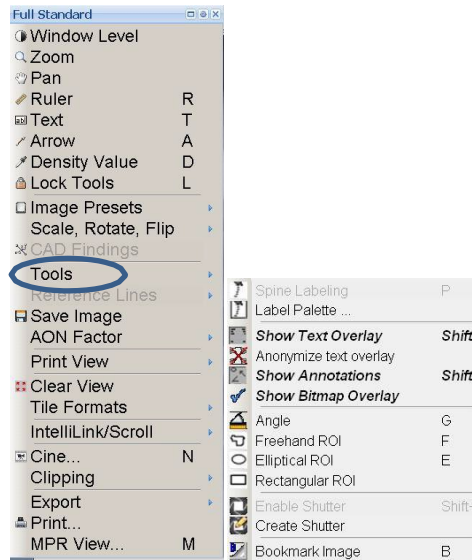 Full Standard
Window Level
Zoom
Pan
Ruler R
Text T
Arrow A
Density Value D
Lock Tools L
Image Presets
Scale, Rotate, Flip
CAD Findings
Tools
Reference Lines
Save Image
AON Factor
Print View
Clear View
Tile Formats
IntelliLink/Scroll
Cine... N
Clipping
Export
Print...
MPR View... M
Spine Labeling P
Label Palette ...
Show Text Overlay Shift
Anonymize text overlay
Show Annotations Shift
Show Bitmap Overlay
Angle G
Freehand ROI F
Elliptical ROI E
Rectangular ROI
Enable Shutter Shift-
Create Shutter
Bookmark Image B